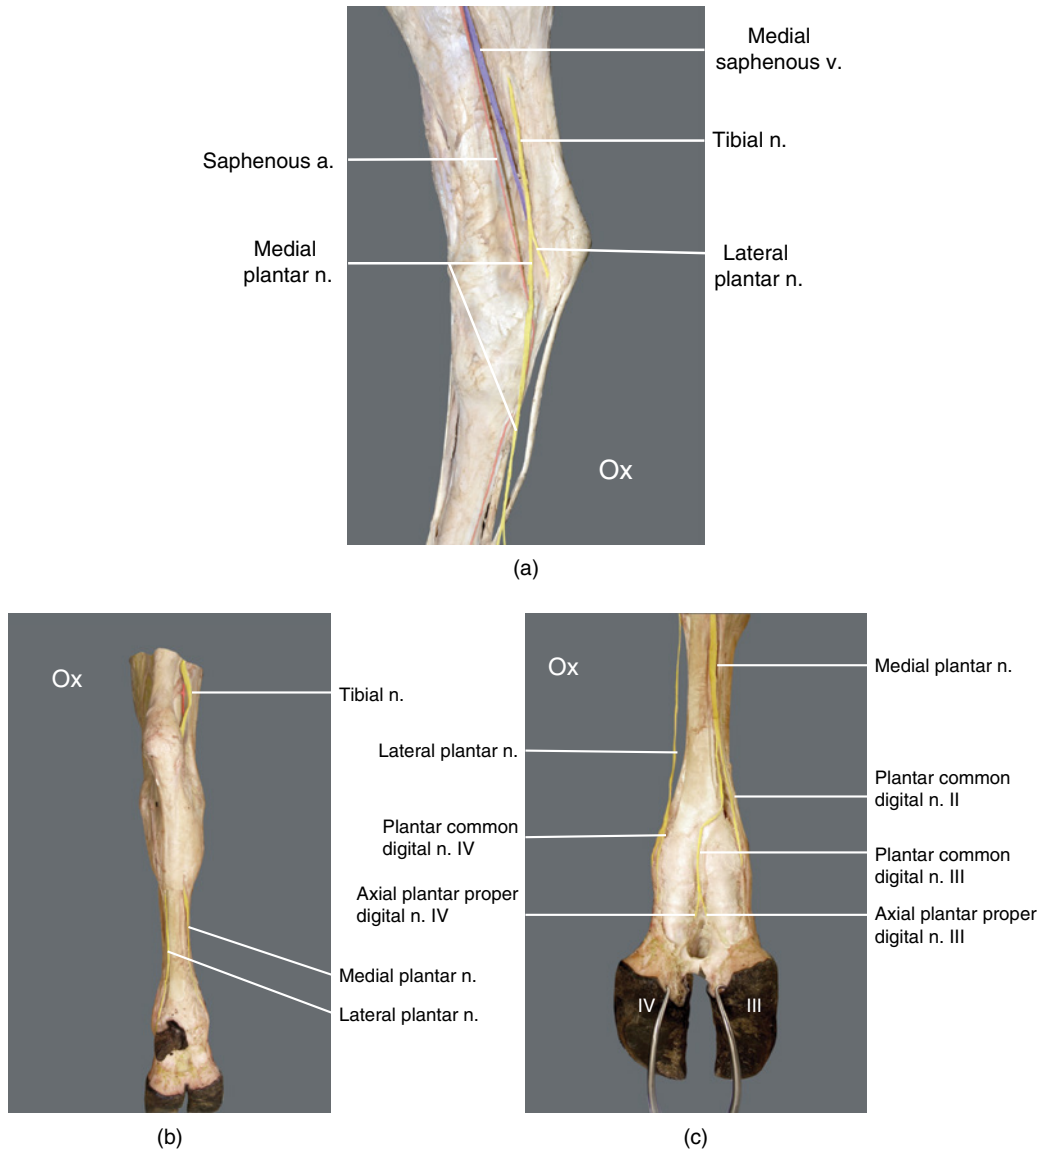 Medial
saphenous v.
Tibial n.
Saphenous a.
Medial
plantar n.
Lateral
plantar n.
Ox
(a)
Ox
Tibial n.
Medial plantar n.
Lateral plantar n.
(b)
Ox
Medial plantar n.
Lateral plantar n.
Plantar common
digital n. II
Plantar common
digital n. IV
Plantar common
digital n. III
Axial plantar proper
digital n. IV
Axial plantar proper
digital n. III
IV
III
(c)